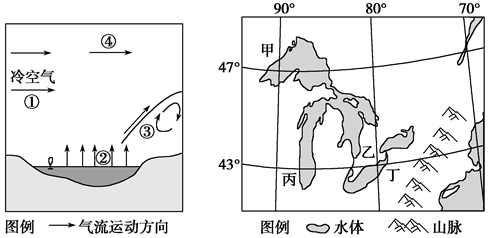 ④
冷空气
①
③
②
图例 气流运动方向
90° 80° 70°
甲
47°
乙
43°
丙 丁
图例 水体 山脉